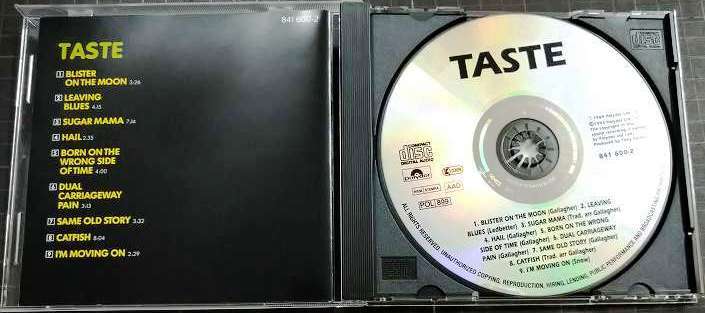 841 600-2
TASTE
1 BLISTER
ON THE MOON 3:26
2 LEAVING
BLUES 4.15
3 SUGAR MAMA 7.14
4 HAIL 2.35
5 BORN ON THE
WRONG SIDE
OF TIME 4.00
6 DUAL
CARRIAGEWAY
PAIN 3.13
7 SAME OLD STORY 3.32
8 CATFISH 8.04
9 I'M MOVING ON 2.29
TASTE
COMPACT
disc
DIGITAL AUDIO
polydor
AAD
POL 899
841 600-2
1. BLISTER ON THE MOON (Gallagher) 2. LEAVING
BLUES (Ledbetter) 3. SUGAR MAMA (Trad. arr Gallagher)
4. HAIL (Gallagher) 5. BORN ON THE WRONG
SIDE OF TIME (Gallagher) 6. DUAL CARRIAGEWAY
PAIN (Gallagher) 7. SAME OLD STORY (Gallagher)
8. CATFISH (Trad. arr Gallagher)
9. I'M MOVING ON (Snow)
ALL RIGHTS RESERVED. UNAUTHORIZED COPYING, REPRODUCTION, HIRING, LENDING, PUBLIC PERFORMANCE AND BROADCASTING
disc